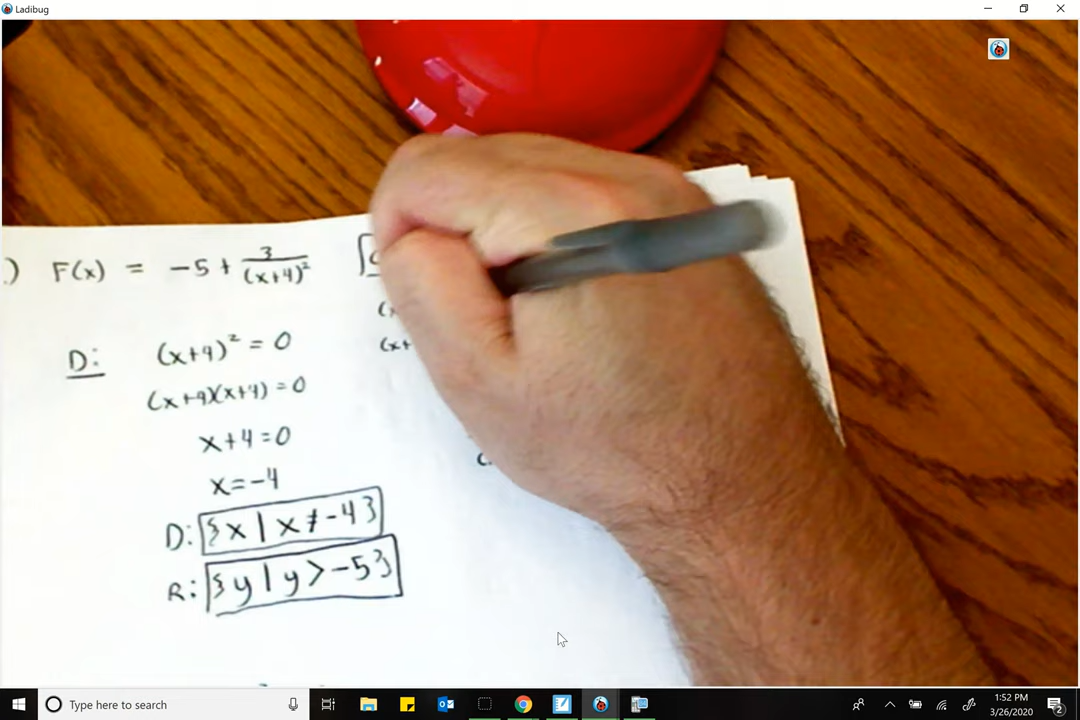 Ladibug
.) F(x) = -5 + 3/(x+4)²
D: (x+4)² = 0
(x+4)(x+4) = 0
(x+
x+4=0
x=-4
D: {x | x ≠ -4}
R: {y | y > -5}
Type here to search
1:52 PM
3/26/2020
2